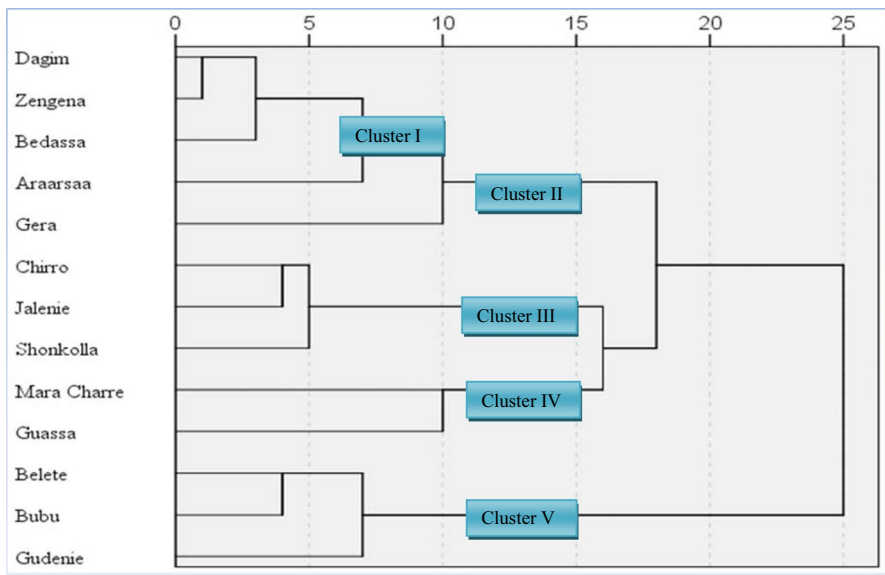 0 5 10 15 20 25
Dagim
Zengena
Bedassa
Cluster I
Araarsaa
Cluster II
Gera
Chirro
Jalenie
Cluster III
Shonkolla
Mara Charre
Cluster IV
Guassa
Belete
Bubu
Cluster V
Gudenie